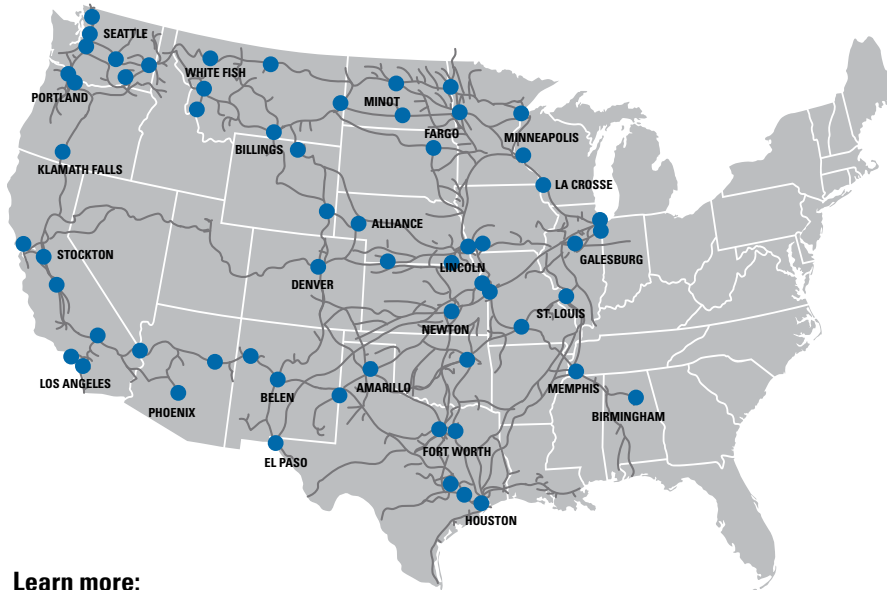 SEATTLE
WHITE FISH
PORTLAND
MINOT
FARGO
MINNEAPOLIS
BILLINGS
KLAMATH FALLS
LA CROSSE
ALLIANCE
STOCKTON
GALESBURG
LINCOLN
DENVER
ST. LOUIS
NEWTON
LOS ANGELES
AMARILLO
MEMPHIS
BELEN
PHOENIX
BIRMINGHAM
FORT WORTH
EL PASO
HOUSTON
Learn more: